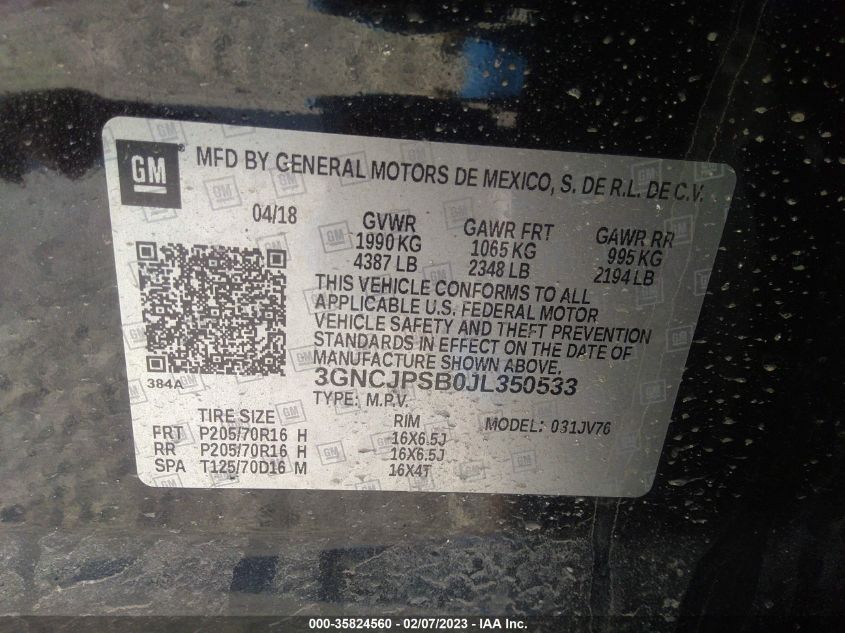 GM
MFD BY GENERAL MOTORS DE MEXICO, S. DE R.L. DE C.V.
04/18 GVWR GAWR FRT GAWR RR
1990 KG 1065 KG 995 KG
4387 LB 2348 LB 2194 LB
THIS VEHICLE CONFORMS TO ALL
APPLICABLE U.S. FEDERAL MOTOR
VEHICLE SAFETY AND THEFT PREVENTION
STANDARDS IN EFFECT ON THE DATE OF
MANUFACTURE SHOWN ABOVE.
384A
3GNCJPSB0JL350533
TYPE: M.P.V.
TIRE SIZE RIM MODEL: 031JV76
FRT P205/70R16 H 16X6.5J
RR P205/70R16 H 16X6.5J
SPA T125/70D16 M 16X4T
000-35824560 - 02/07/2023 - © IAA Inc.